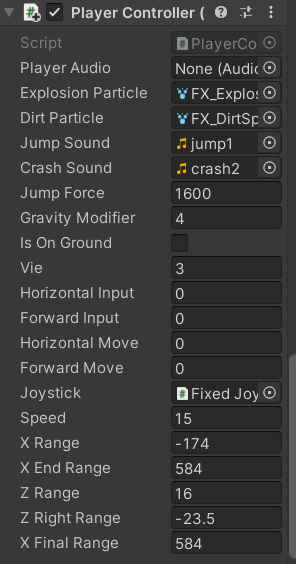 Player Controller (
Script PlayerCo
Player Audio None (Audio
Explosion Particle FX_Explos
Dirt Particle FX_DirtSp
Jump Sound jump1
Crash Sound crash2
Jump Force 1600
Gravity Modifier 4
Is On Ground
Vie 3
Horizontal Input 0
Forward Input 0
Horizontal Move 0
Forward Move 0
Joystick Fixed Joy
Speed 15
X Range -174
X End Range 584
Z Range 16
Z Right Range -23.5
X Final Range 584